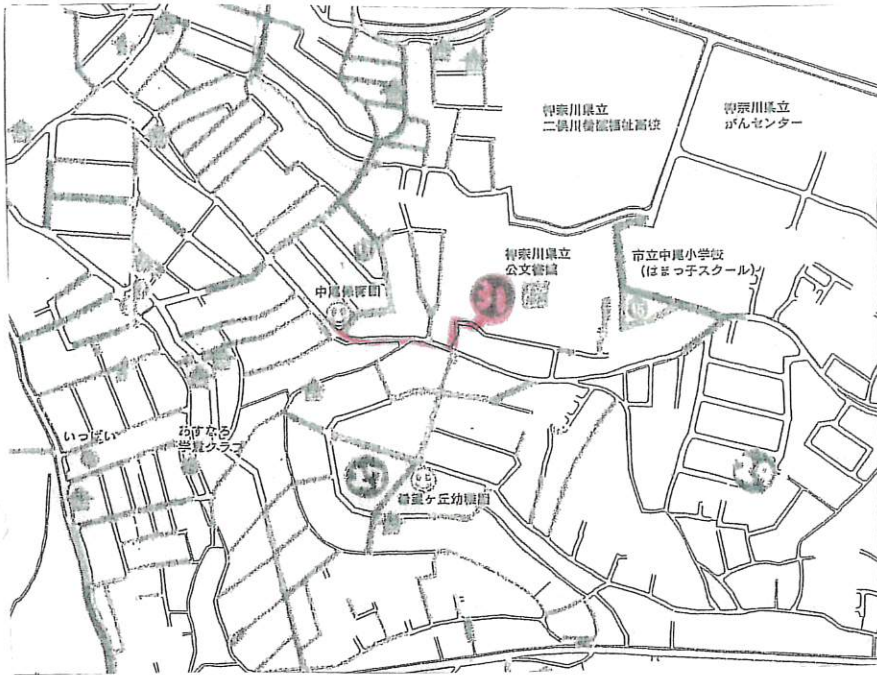 神奈川県立
二俣川看護福祉高校
神奈川県立
がんセンター
神奈川県立
公文書館
市立中尾小学校
(はまっ子スクール)
中尾保育園
31
15
いっぱい
あすなろ
学童クラブ
希望ヶ丘幼稚園